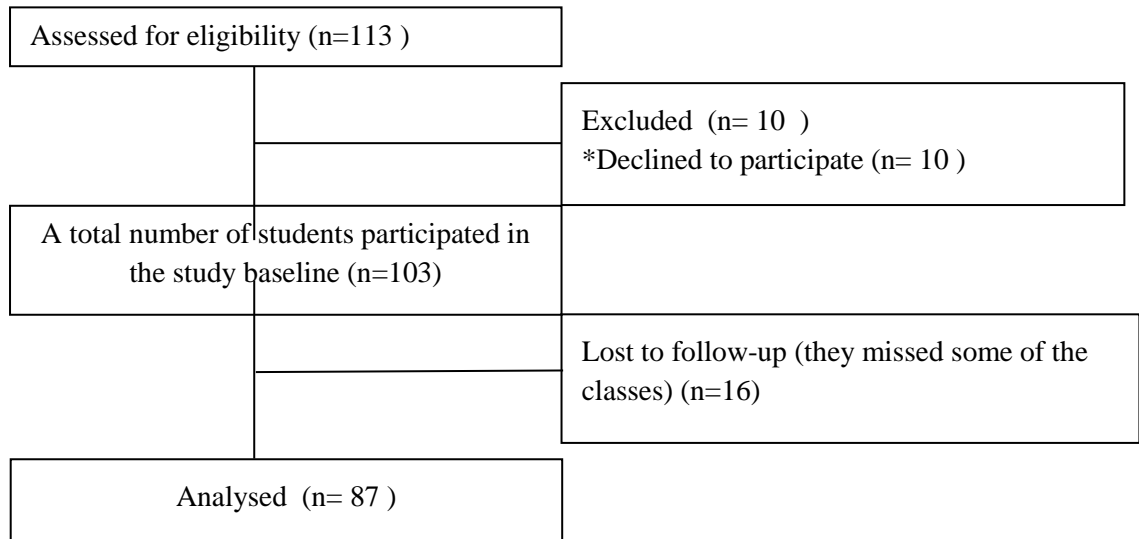 Assessed for eligibility (n=113 )
Excluded  (n= 10  )
*Declined to participate (n= 10 )
A total number of students participated in
the study baseline (n=103)
Lost to follow-up (they missed some of the
classes) (n=16)
Analysed  (n= 87 )